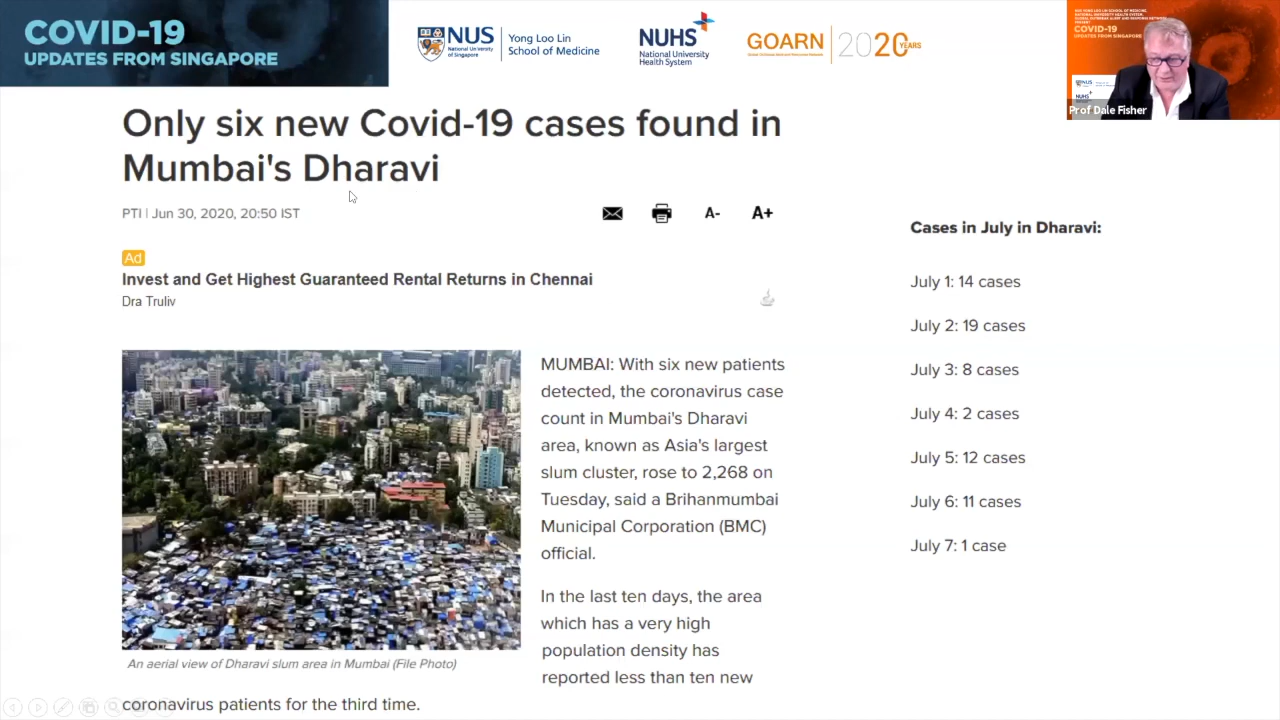 COVID-19
UPDATES FROM SINGAPORE
NUS
National University
of Singapore
Yong Loo Lin
School of Medicine
NUHS
National University
Health System
GOARN
2020 YEARS
COVID-19
UPDATES FROM SINGAPORE
NUS
NUHS
Prof Dale Fisher
Only six new Covid-19 cases found in
Mumbai's Dharavi
PTI | Jun 30, 2020, 20:50 IST
A-
A+
Ad
Invest and Get Highest Guaranteed Rental Returns in Chennai
Dra Truliv
MUMBAI: With six new patients
detected, the coronavirus case
count in Mumbai's Dharavi
area, known as Asia's largest
slum cluster, rose to 2,268 on
Tuesday, said a Brihanmumbai
Municipal Corporation (BMC)
official.
In the last ten days, the area
which has a very high
population density has
reported less than ten new
An aerial view of Dharavi slum area in Mumbai (File Photo)
coronavirus patients for the third time.
Cases in July in Dharavi:
July 1: 14 cases
July 2: 19 cases
July 3: 8 cases
July 4: 2 cases
July 5: 12 cases
July 6: 11 cases
July 7: 1 case